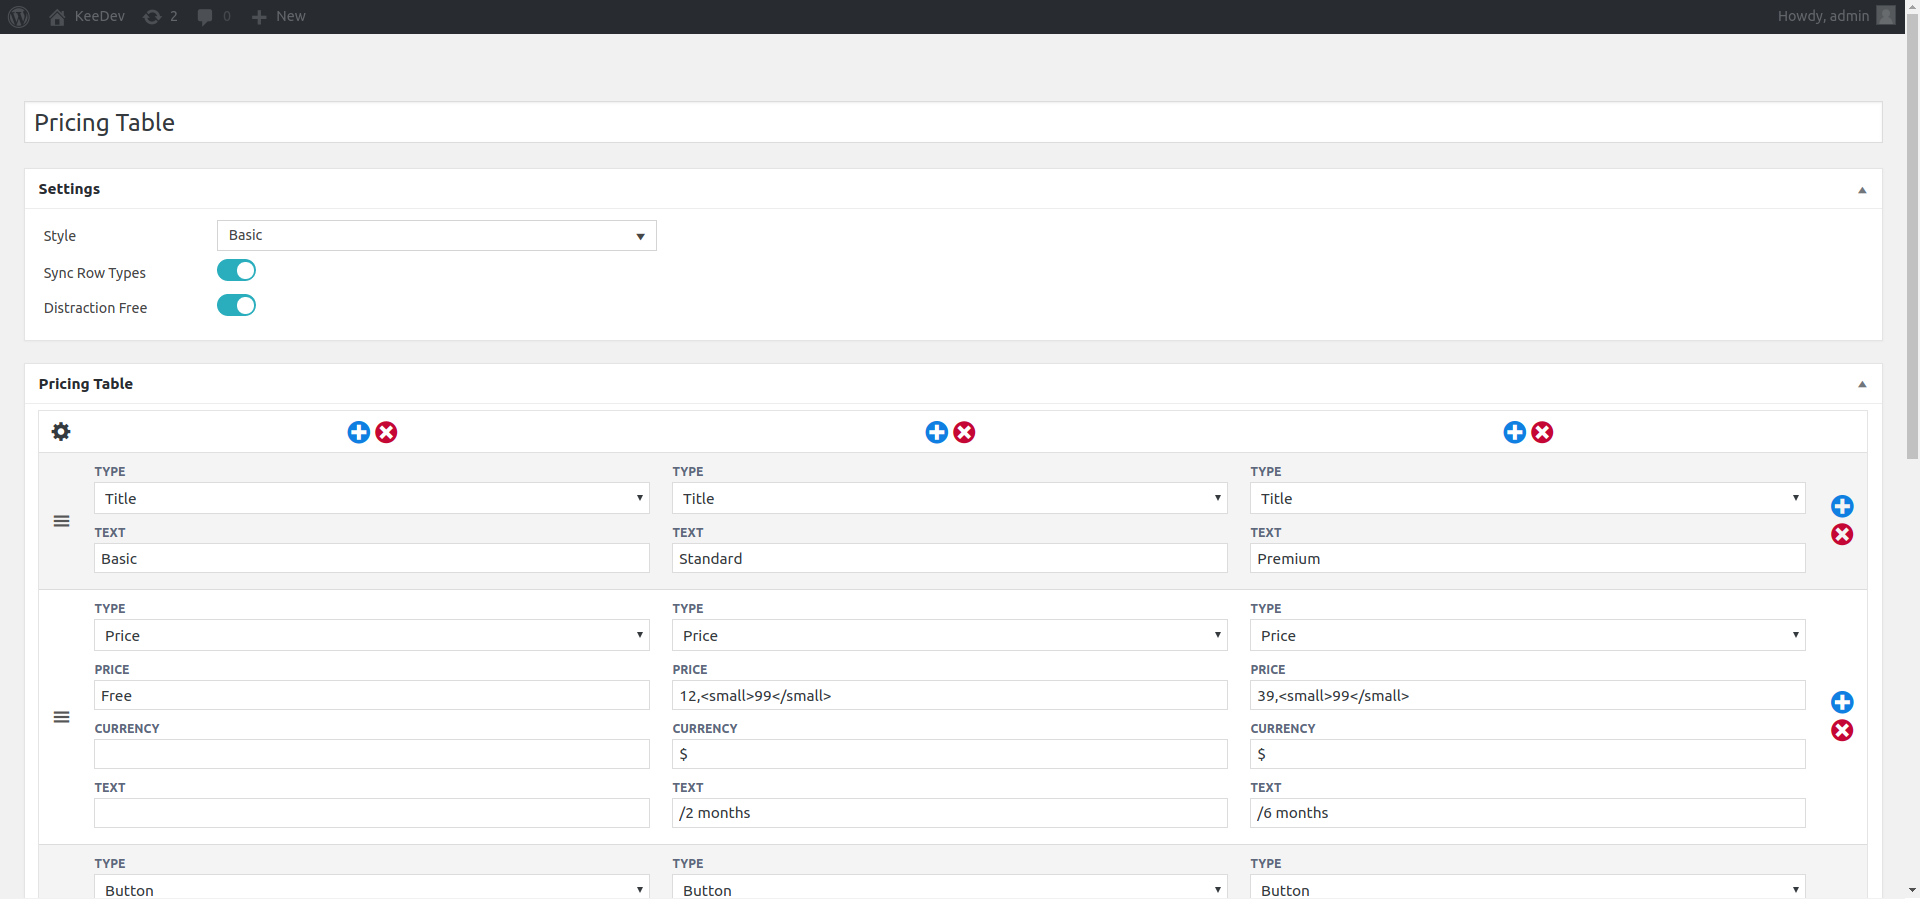 KeeDev 2 0 New Howdy, admin
Pricing Table
Settings
Style Basic
Sync Row Types
Distraction Free
Pricing Table
TYPE TYPE TYPE
Title Title Title
TEXT TEXT TEXT
Basic Standard Premium
TYPE TYPE TYPE
Price Price Price
PRICE PRICE PRICE
Free 12,<small>99</small> 39,<small>99</small>
CURRENCY CURRENCY CURRENCY
$ $
TEXT TEXT TEXT
/2 months /6 months
TYPE TYPE TYPE
Button Button Button